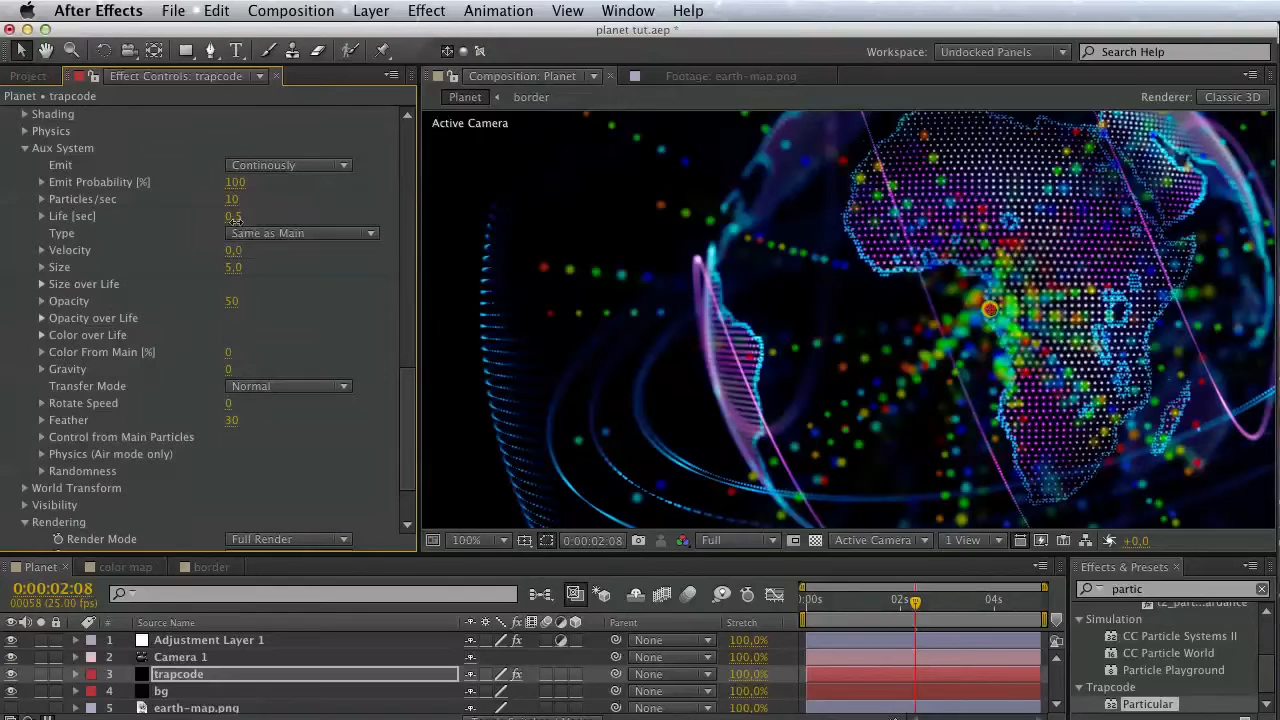 After Effects File Edit Composition Layer Effect Animation View Window Help
planet tut.aep *
Workspace: Undocked Panels Search Help
Project Effect Controls: trapcode Composition: Planet Footage: earth-map.png
Planet • trapcode Planet border Renderer: Classic 3D
Shading
Active Camera
Physics
Aux System
Emit Continously
Emit Probability [%] 100
Particles/sec 10
Life [sec] 0,5
Type Same as Main
Velocity 0,0
Size 5,0
Size over Life
Opacity 50
Opacity over Life
Color over Life
Color From Main [%] 0
Gravity 0
Transfer Mode Normal
Rotate Speed 0
Feather 30
Control from Main Particles
Physics (Air mode only)
Randomness
World Transform
Visibility
Rendering
Render Mode Full Render
100% 0:00:02:08 Full Active Camera 1 View +0,0
Planet color map border Effects & Presets
0:00:02:08
00058 (25.00 fps)
partic
:00s 02s 04s
Simulation
Source Name Parent Stretch
CC Particle Systems II
1 Adjustment Layer 1 None 100,0%
CC Particle World
2 Camera 1 None 100,0%
Particle Playground
3 trapcode None 100,0%
Trapcode
4 bg None 100,0%
Particular
5 earth-map.png None 100,0%